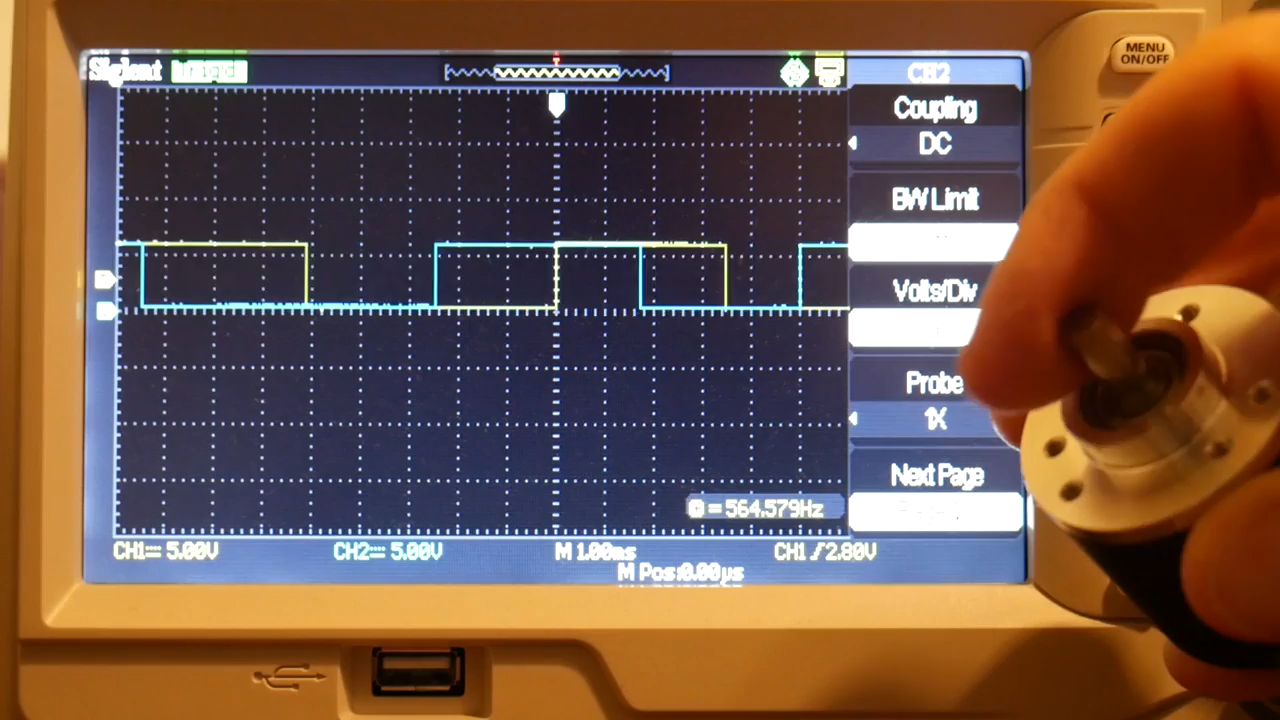 Siglent Trig'd
CH2
MENU
ON/OFF
Coupling
DC
BW Limit
Volts/Div
Probe
1X
Next Page
= 564.579Hz
CH1 5.00V CH2 5.00V M 1.00ms CH1 2.80V
M Pos:0.00µs